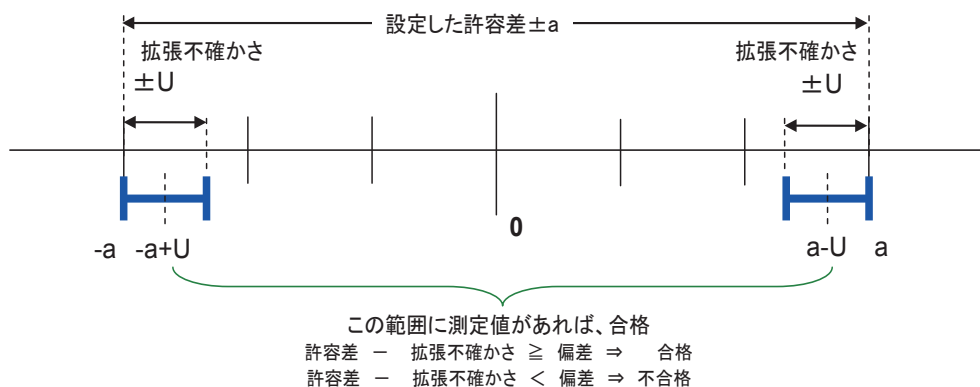 設定した許容差±a
拡張不確かさ
±U
拡張不確かさ
±U
0
-a -a+U
a-U a
この範囲に測定値があれば、合格
許容差 － 拡張不確かさ ≧ 偏差 ⇒ 合格
許容差 － 拡張不確かさ ＜ 偏差 ⇒ 不合格